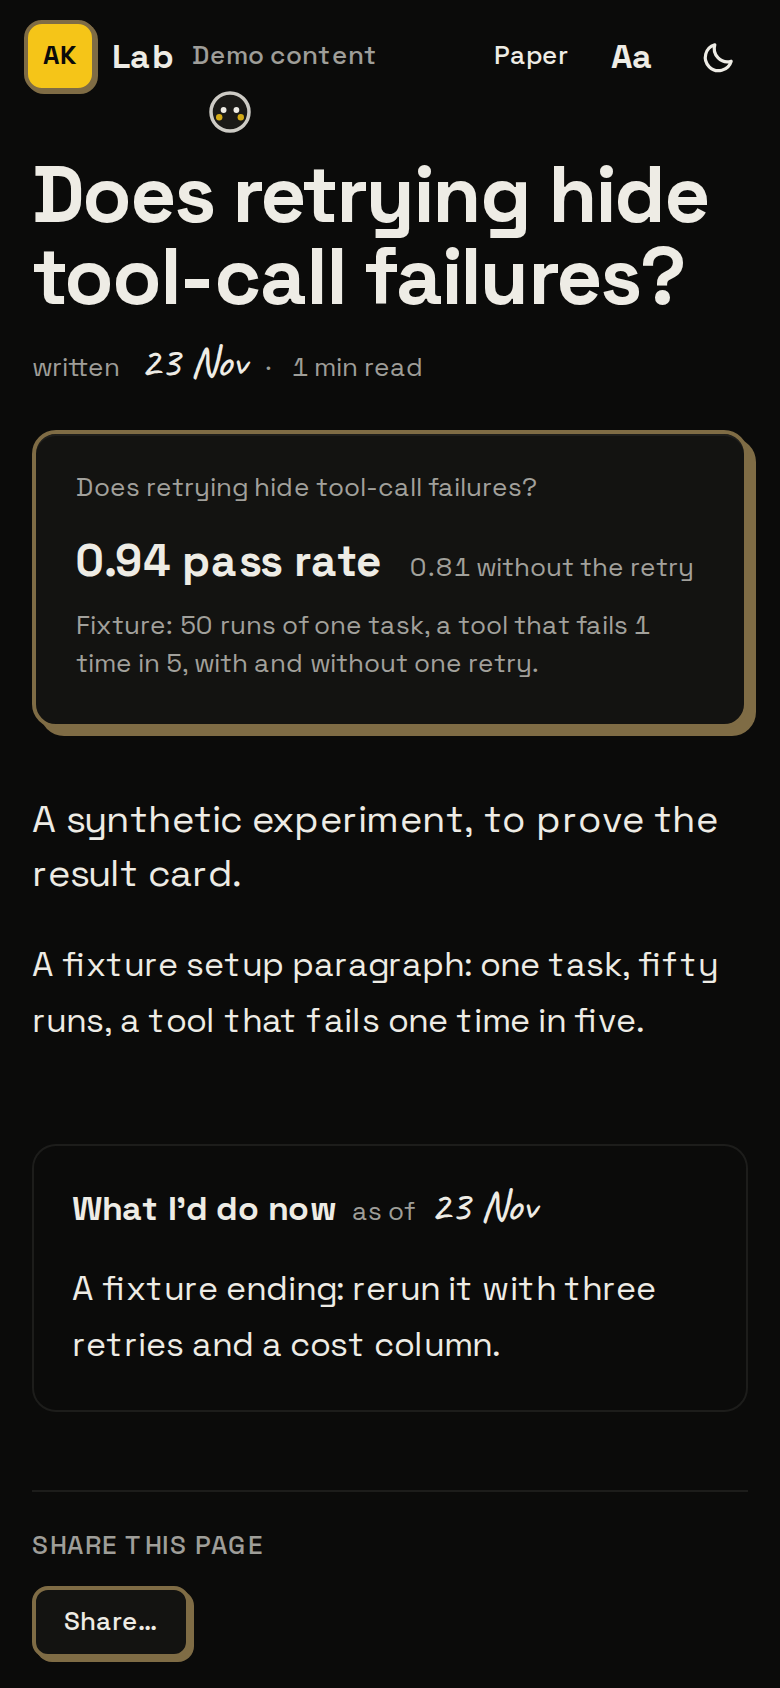 AK Lab Demo content Paper Aa
Does retrying hide
tool-call failures?
written 23 Nov · 1 min read
Does retrying hide tool-call failures?
0.94 pass rate 0.81 without the retry
Fixture: 50 runs of one task, a tool that fails 1
time in 5, with and without one retry.
A synthetic experiment, to prove the
result card.
A fixture setup paragraph: one task, fifty
runs, a tool that fails one time in five.
What I’d do now as of 23 Nov
A fixture ending: rerun it with three
retries and a cost column.
SHARE THIS PAGE
Share…